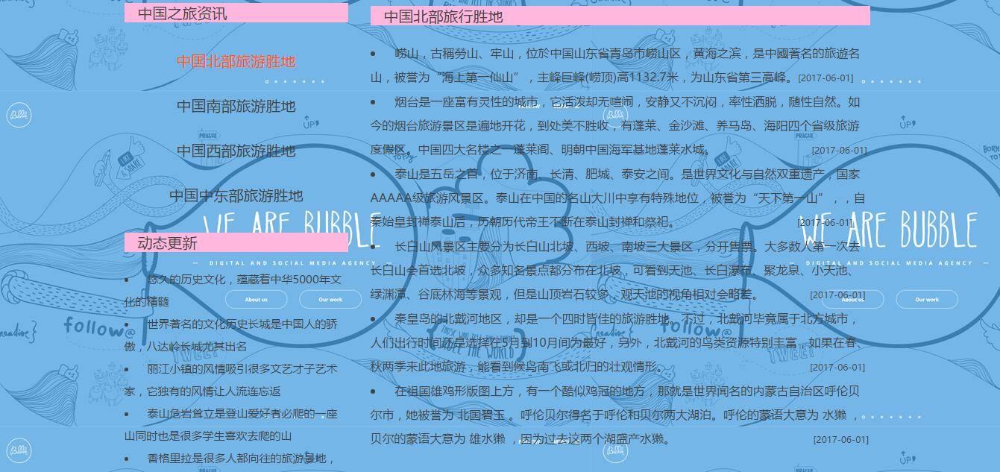 中国之旅资讯
中国北部旅游胜地
中国南部旅游胜地
中国西部旅游胜地
中国中东部旅游胜地
动态更新
悠久的历史文化，蕴藏着中华5000年文
化的精髓
世界著名的文化历史长城是中国人的骄
傲，八达岭长城尤其出名
丽江小镇的风情吸引很多文艺才子艺术
家，它独有的风情让人流连忘返
泰山危岩耸立是登山爱好者必爬的一座
山同时也是很多学生喜欢去爬的山
香格里拉是很多人都向往的旅游景地，
中国北部旅行胜地
崂山，古稱勞山、牢山，位於中国山东省青岛市崂山区，黄海之滨，是中國著名的旅遊名
山，被誉为“海上第一仙山”，主峰巨峰(崂顶)高1132.7米，为山东省第三高峰。[2017-06-01]
烟台是一座富有灵性的城市，它活泼却无喧闹，安静又不沉闷，率性洒脱，随性自然。如
今的烟台旅游景区是遍地开花，到处美不胜收，有蓬莱、金沙滩、养马岛、海阳四个省级旅游
度假区。中国四大名楼之一蓬莱阁、明朝中国海军基地蓬莱水城。 [2017-06-01]
泰山是五岳之首，位于济南、长清、肥城、泰安之间。是世界文化与自然双重遗产，国家
AAAAA级旅游风景区。泰山在中国的名山大川中享有特殊地位，被誉为“天下第一山”，，自
秦始皇封禅泰山后，历朝历代帝王不断在泰山封禅和祭祀。 [2017-06-01]
长白山风景区主要分为长白山北坡、西坡、南坡三大景区，分开售票。大多数人第一次去
长白山会首选北坡，众多知名景点都分布在北坡，可看到天池、长白瀑布、聚龙泉、小天池、
绿渊潭、谷底林海等景观，但是山顶岩石较多，观天池的视角相对会略差。 [2017-06-01]
秦皇岛的北戴河地区，却是一个四时皆佳的旅游胜地。不过，北戴河毕竟属于北方城市，
人们出行时间还是选择在5月到10月间为最好，另外，北戴河的鸟类资源特别丰富，如果在春、
秋两季来此地旅游，能看到候鸟南飞或北归的壮观情形。 [2017-06-01]
在祖国雄鸡形版图上方，有一个酷似鸡冠的地方，那就是世界闻名的内蒙古自治区呼伦贝
尔市，她被誉为 北国碧玉 。呼伦贝尔得名于呼伦和贝尔两大湖泊。呼伦的蒙语大意为 水獭 ，
贝尔的蒙语大意为 雄水獭 ，因为过去这两个湖盛产水獭。 [2017-06-01]
UP
PRAGUE
LIKE & SHARE
WE ARE BUBBLE
— DIGITAL AND SOCIAL MEDIA AGENCY —
About us
Our work
follow@
TWEET
UP
PRAGUE
LIKE & SHARE
BORN TO
WE ARE BUBBLE
DIGITAL AND SOCIAL MEDIA AGENCY —
About us
Our work
follow@
TWEET
UP